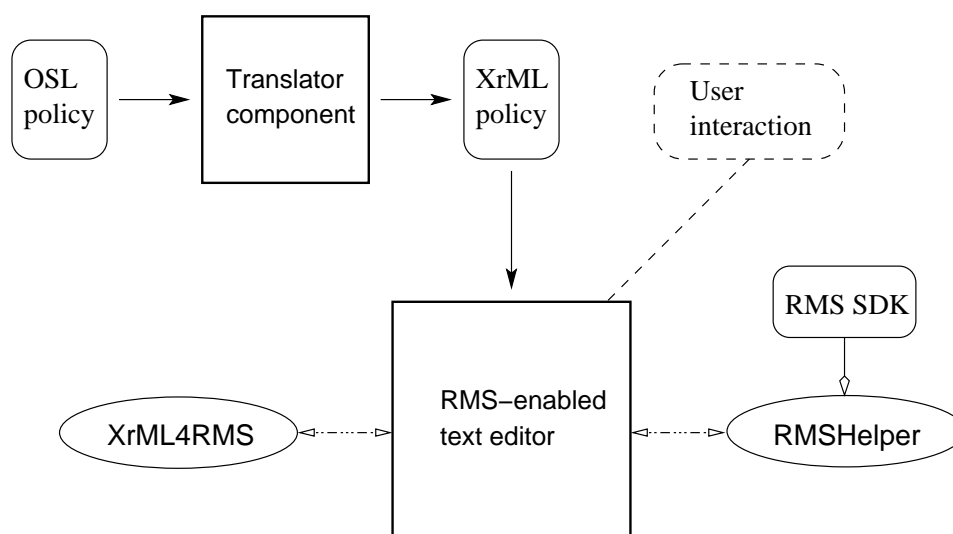 OSL
policy
Translator
component
XrML
policy
User
interaction
RMS SDK
XrML4RMS
RMS−enabled
text editor
RMSHelper